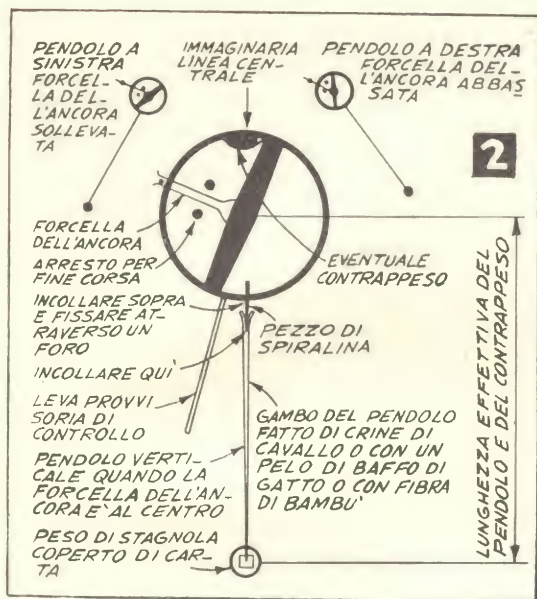 PENDOLO A
SINISTRA
FORCEL-
LA DEL-
L'ANCORA
SOLLEVA-
TA
IMMAGINARIA
LINEA CEN-
TRALE
PENDOLO A DESTRA
FORCELLA DEL-
L'ANCORA ABBAS
SATA
2
FORCELLA
DELL'ANCORA
ARRESTO PER
FINE CORSA
EVENTUALE
CONTRAPPESO
INCOLLARE SOPRA
E FISSARE AT-
RAVERSO UN
FORO
PEZZO DI
SPIRALINA
INCOLLARE QUI'
LEVA PROVVI
SORIA DI
CONTROLLO
GAMBO DEL PENDOLO
FATTO DI CRINE DI
CAVALLO O CON UN
PELO DI BAFFO DI
GATTO O CON FIBRA
DI BAMBU'
PENDOLO VERTI-
CALE QUANDO LA
FORCELLA DELL'AN-
CORA E' AL CENTRO
PESO DI STAGNOLA
COPERTO DI CAR-
TA
LUNGHEZZA EFFETTIVA DEL
PENDOLO E DEL CONTRAPPESO